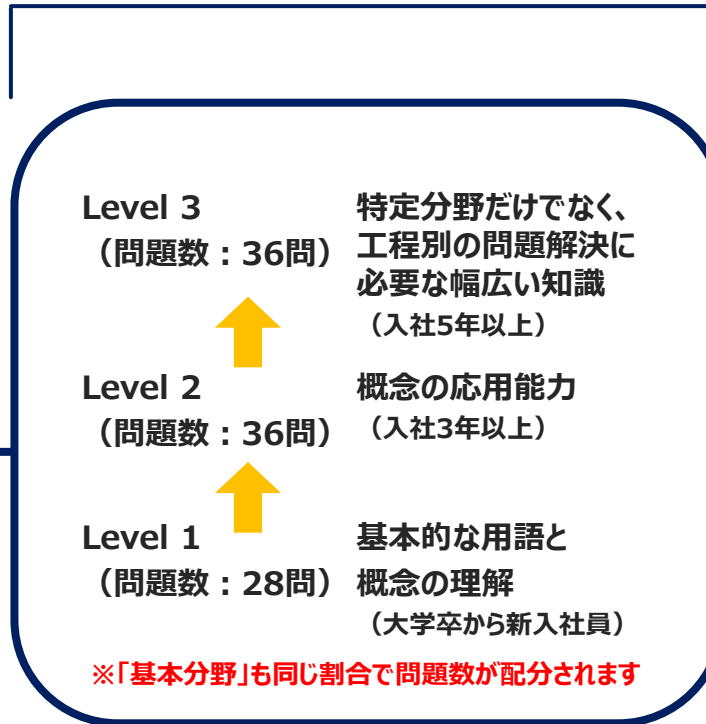 Level 3
（問題数：36問）
特定分野だけでなく、
工程別の問題解決に
必要な幅広い知識
（入社5年以上）
Level 2
（問題数：36問）
概念の応用能力
（入社3年以上）
Level 1
（問題数：28問）
基本的な用語と
概念の理解
（大学卒から新入社員）
※「基本分野」も同じ割合で問題数が配分されます